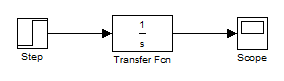 1
s
Step
Transfer Fcn
Scope